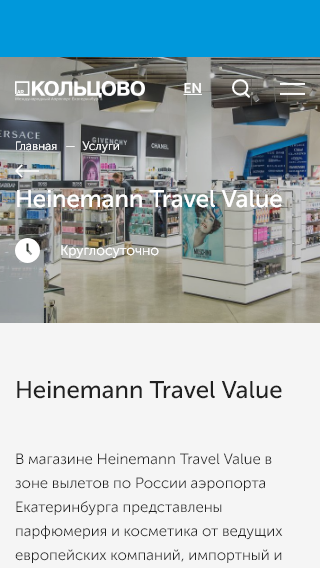 КОЛЬЦОВО
EN
Главная — Услуги
VERSACE
GIVENCHY
CHANEL
Heinemann Travel Value
Круглосуточно
MOSCHINO
Heinemann Travel Value
В магазине Heinemann Travel Value в
зоне вылетов по России аэропорта
Екатеринбурга представлены
парфюмерия и косметика от ведущих
европейских компаний, импортный и